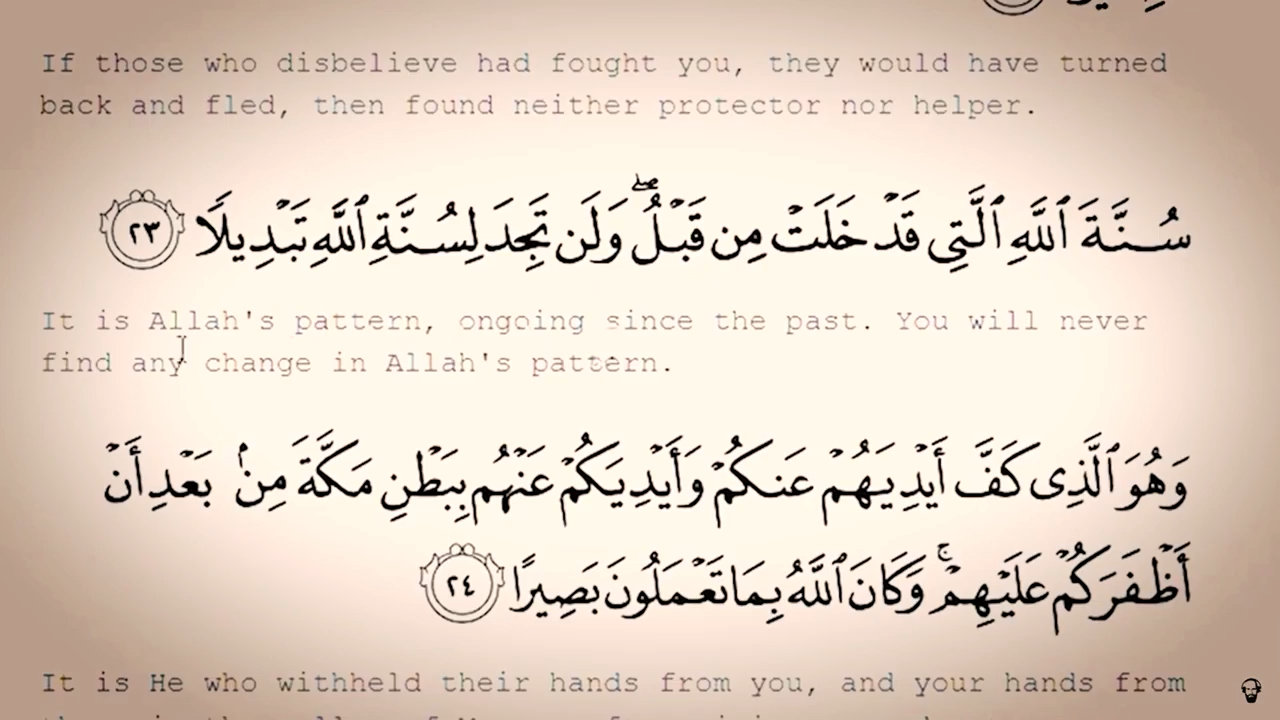 If those who disbelieve had fought you, they would have turned
back and fled, then found neither protector nor helper.
سُنَّةَ ٱللَّهِ ٱلَّتِى قَدْ خَلَتْ مِن قَبْلُ ۖ وَلَن تَجِدَ لِسُنَّةِ ٱللَّهِ تَبْدِيلًا ٢٣
It is Allah's pattern, ongoing since the past. You will never
find any change in Allah's pattern.
وَهُوَ ٱلَّذِى كَفَّ أَيْدِيَهُمْ عَنكُمْ وَأَيْدِيَكُمْ عَنْهُم بِبَطْنِ مَكَّةَ مِنۢ بَعْدِ أَنْ
أَظْفَرَكُمْ عَلَيْهِمْ ۚ وَكَانَ ٱللَّهُ بِمَا تَعْمَلُونَ بَصِيرًا ٢٤
It is He who withheld their hands from you, and your hands from